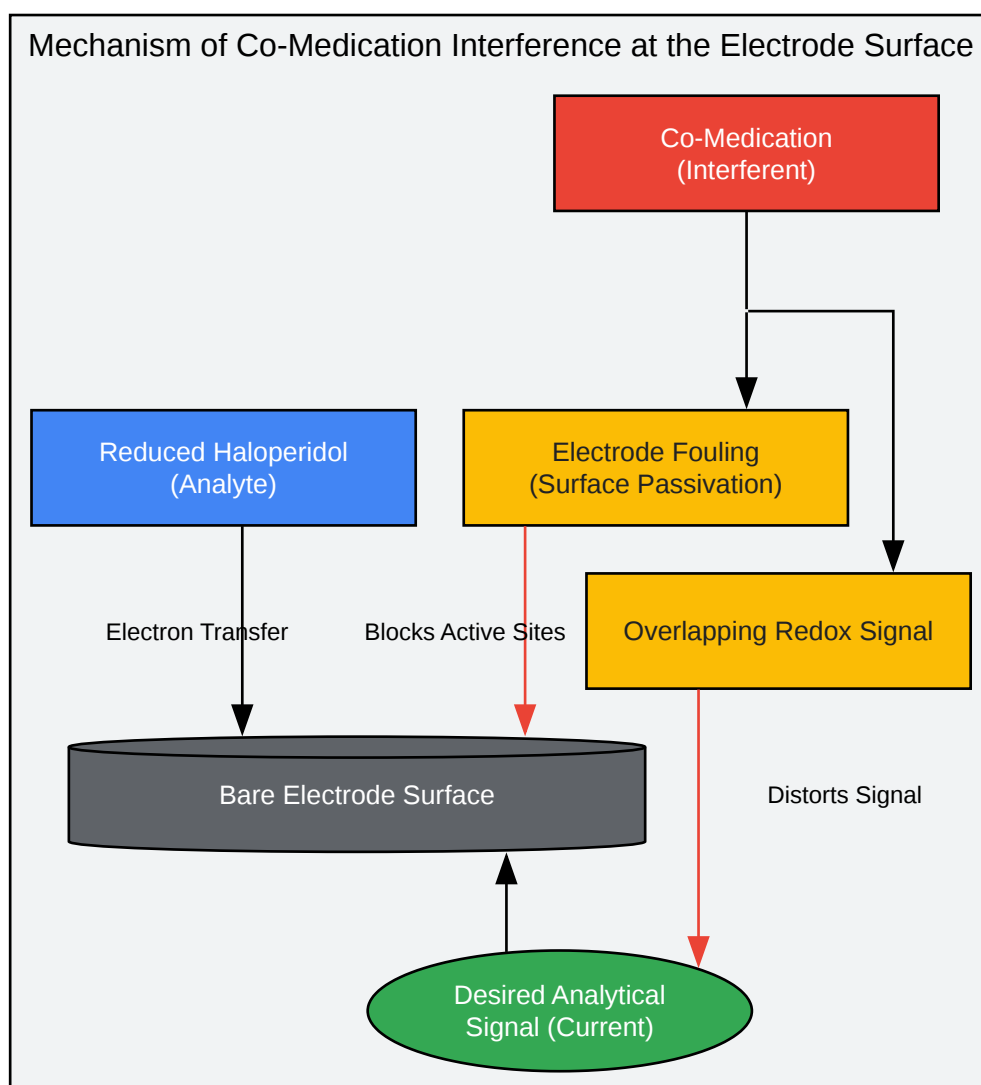 Mechanism of Co-Medication Interference at the Electrode Surface
Co-Medication
(Interferent)
Reduced Haloperidol
(Analyte)
Electrode Fouling
(Surface Passivation)
Electron Transfer
Blocks Active Sites
Overlapping Redox Signal
Bare Electrode Surface
Distorts Signal
Desired Analytical
Signal (Current)